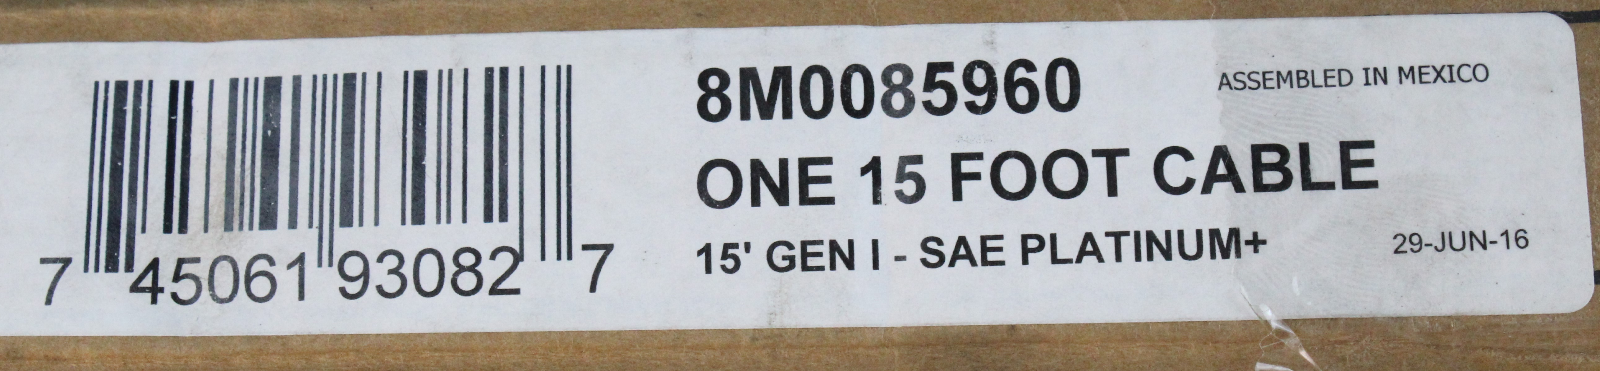 8M0085960
ASSEMBLED IN MEXICO
ONE 15 FOOT CABLE
15' GEN I - SAE PLATINUM+
29-JUN-16
7 45061 93082 7